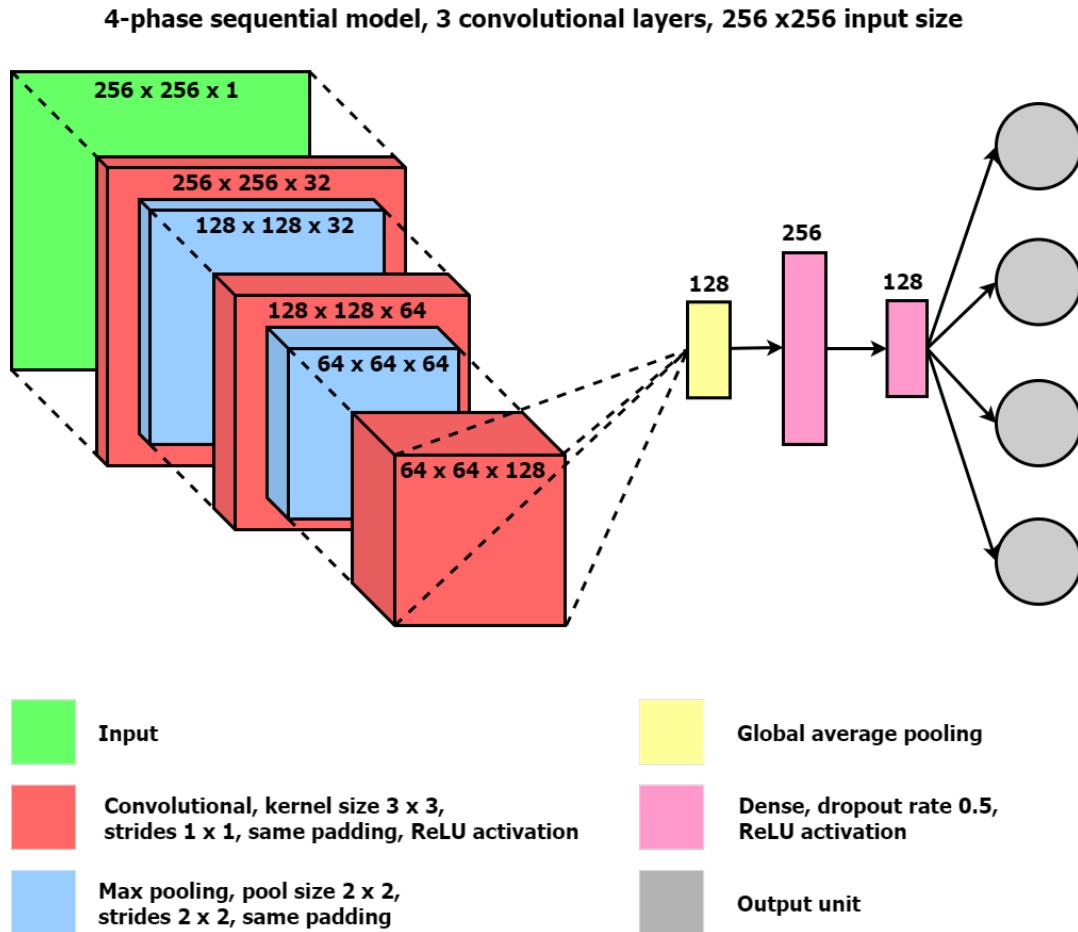 4-phase sequential model, 3 convolutional layers, 256 x256 input size
256 x 256 x 1
256 x 256 x 32
128 x 128 x 32
128 x 128 x 64
64 x 64 x 64
64 x 64 x 128
128
256
128
Input
Convolutional, kernel size 3 x 3,
strides 1 x 1, same padding, ReLU activation
Max pooling, pool size 2 x 2,
strides 2 x 2, same padding
Global average pooling
Dense, dropout rate 0.5,
ReLU activation
Output unit